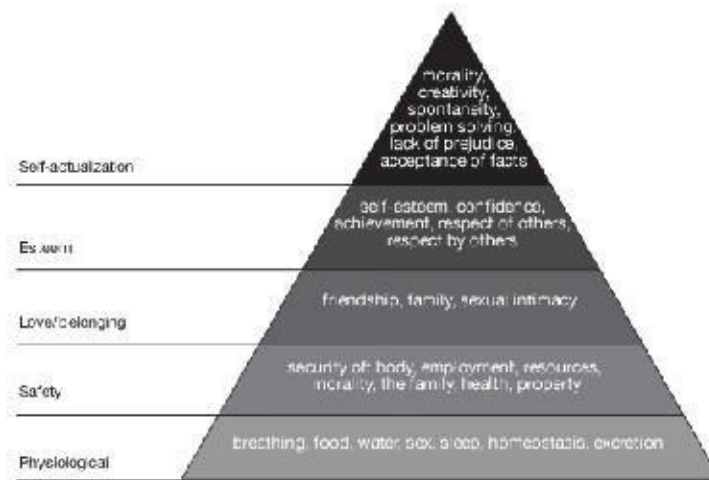 morality,
creativity,
spontaneity,
problem solving,
lack of prejudice,
acceptance of facts
Self-actualization
self-esteem, confidence,
achievement, respect of others,
respect by others
Esteem
friendship, family, sexual intimacy
Love/belonging
security of: body, employment, resources,
morality, the family, health, property
Safety
breathing, food, water, sex, sleep, homeostasis, excretion
Physiological